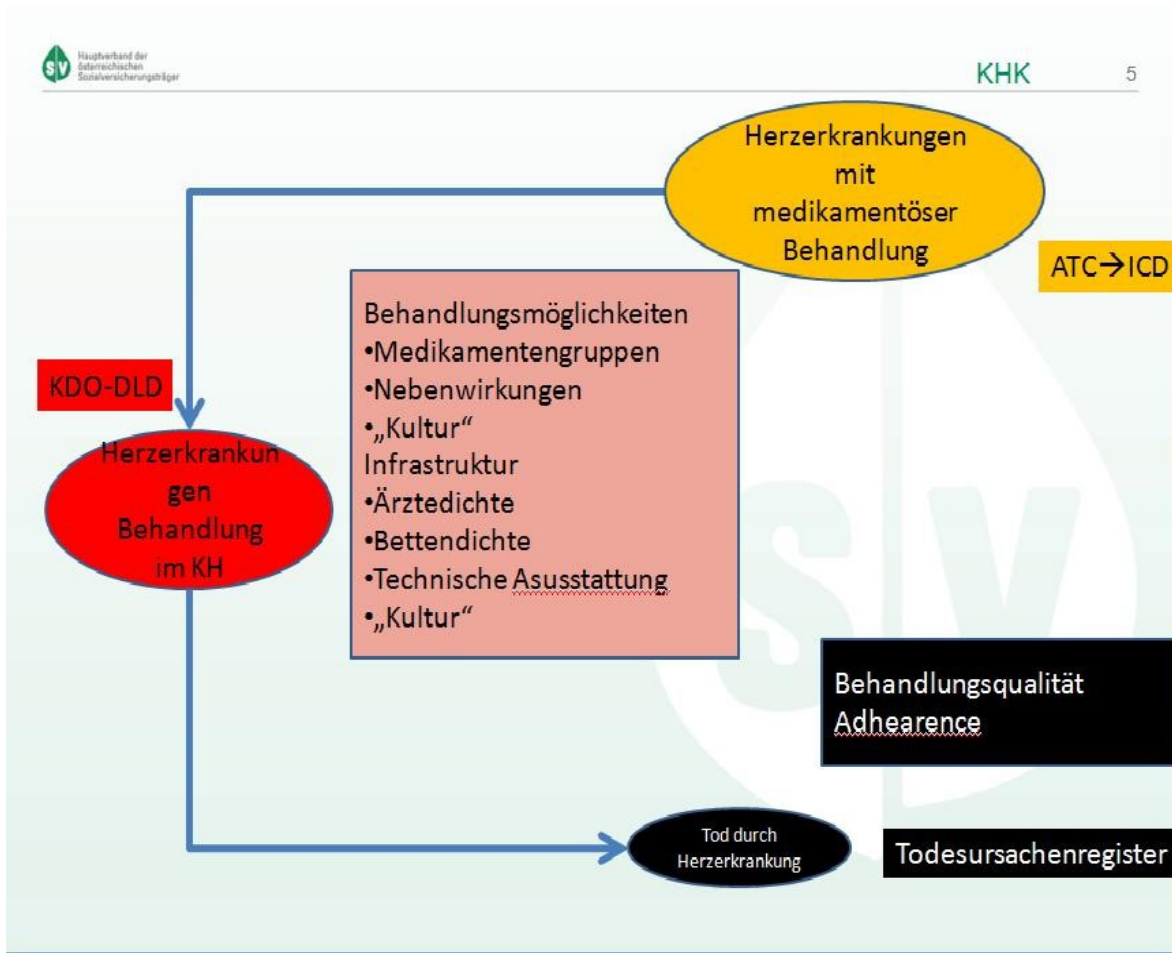 Hauptverband der
österreichischen
Sozialversicherungsträger
KHK
5
Herzerkrankungen
mit
medikamentöser
Behandlung
ATC→ICD
Behandlungsmöglichkeiten
•Medikamentengruppen
•Nebenwirkungen
•„Kultur“
Infrastruktur
•Ärztedichte
•Bettendichte
•Technische Asusstattung
•„Kultur“
KDO-DLD
Herzerkrankun
gen
Behandlung
im KH
Behandlungsqualität
Adhearence
Tod durch
Herzerkrankung
Todesursachenregister
SV